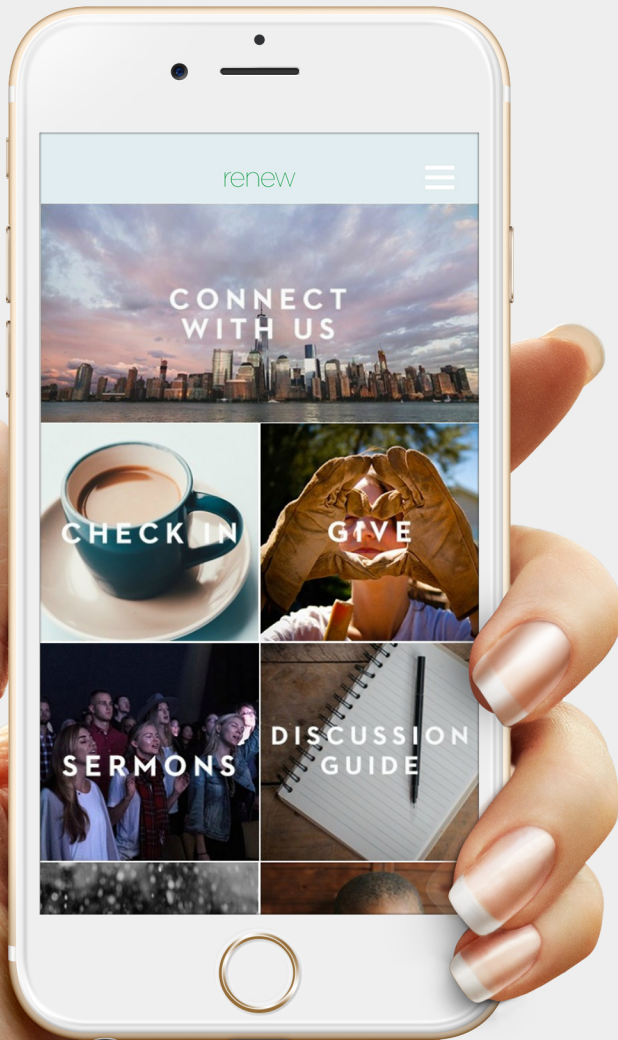 renew
CONNECT
WITH US
CHECK IN
GIVE
SERMONS
DISCUSSION
GUIDE